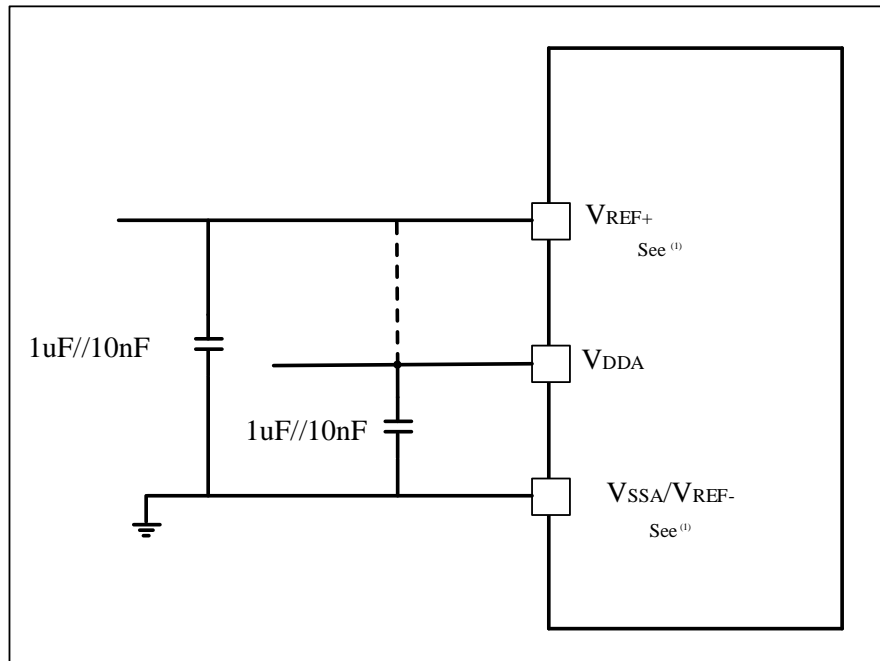 VREF+
See (1)
1uF//10nF
VDDA
1uF//10nF
VSSA/VREF-
See (1)